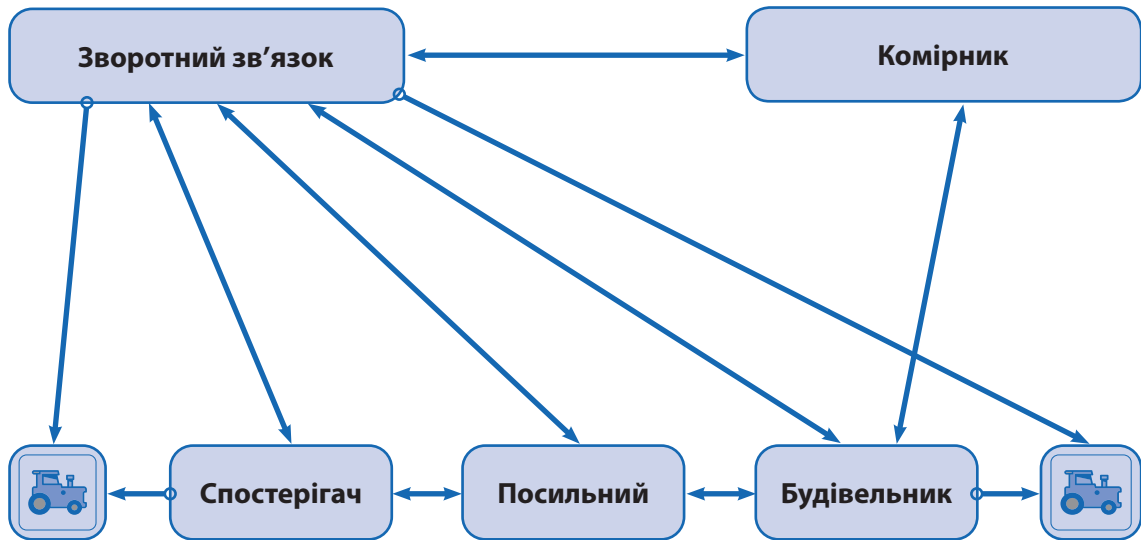 Зворотний зв’язок
Комірник
Спостерігач
Посильний
Будівельник